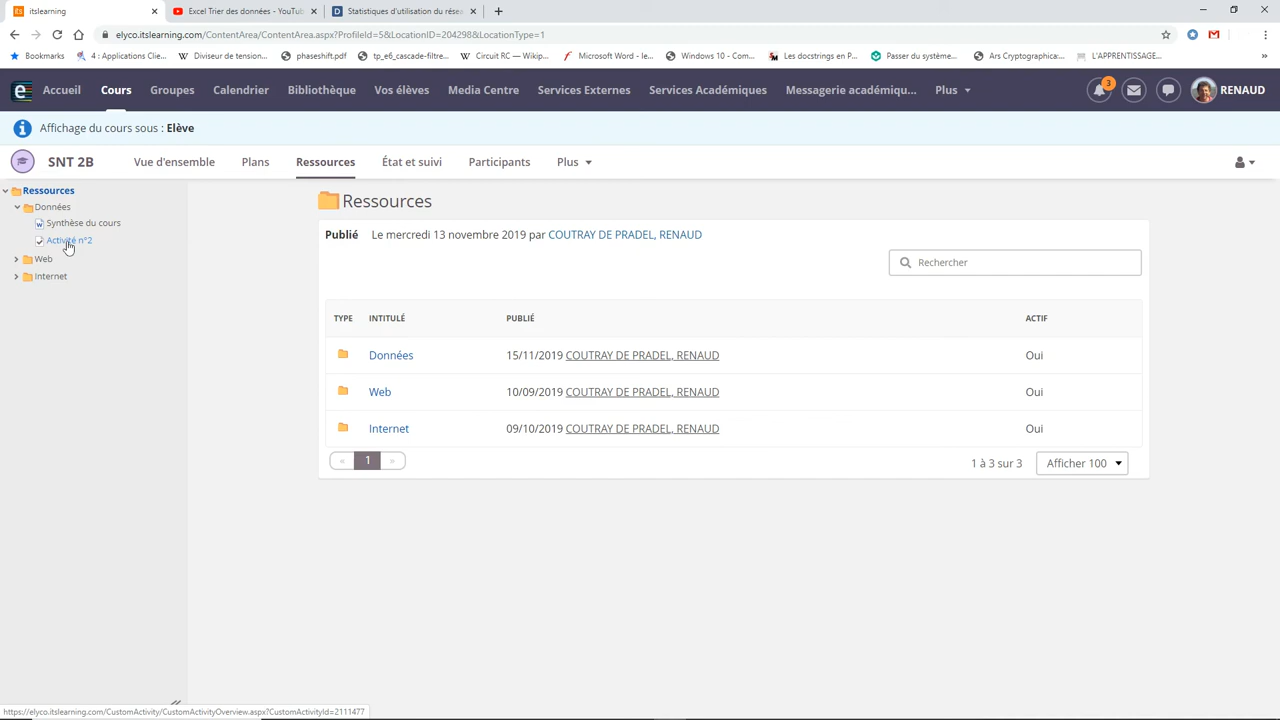 itslearning
Excel Trier des données - YouTub
Statistiques d'utilisation du rése
elyco.itslearning.com/ContentArea/ContentArea.aspx?ProfileId=5&LocationID=204298&LocationType=1
Bookmarks
4 : Applications Clie...
Diviseur de tension...
phaseshift.pdf
tp_e6_cascade-filtre...
Circuit RC — Wikip...
Microsoft Word - le...
Windows 10 - Com...
Les docstrings en P...
Passer du système...
Ars Cryptographica:...
L'APPRENTISSAGE...
»
Accueil
Cours
Groupes
Calendrier
Bibliothèque
Vos élèves
Media Centre
Services Externes
Services Académiques
Messagerie académiqu...
Plus
3
RENAUD
Affichage du cours sous : Elève
SNT 2B
Vue d'ensemble
Plans
Ressources
État et suivi
Participants
Plus
Ressources
Données
Synthèse du cours
Activité n°2
Web
Internet
Ressources
Publié Le mercredi 13 novembre 2019 par COUTRAY DE PRADEL, RENAUD
Rechercher
TYPE INTITULÉ PUBLIÉ ACTIF
Données 15/11/2019 COUTRAY DE PRADEL, RENAUD Oui
Web 10/09/2019 COUTRAY DE PRADEL, RENAUD Oui
Internet 09/10/2019 COUTRAY DE PRADEL, RENAUD Oui
« 1 »
1 à 3 sur 3
Afficher 100
https://elyco.itslearning.com/CustomActivity/CustomActivityOverview.aspx?CustomActivityId=2111477